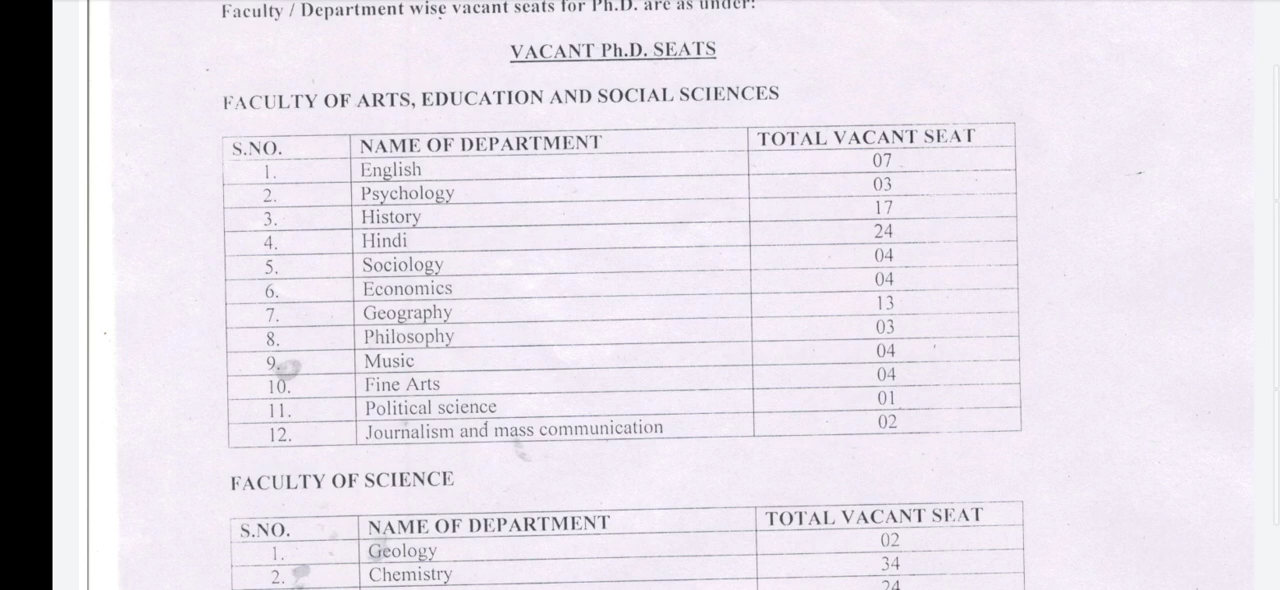 Faculty / Department wise vacant seats for Ph.D. are as under:
VACANT Ph.D. SEATS
FACULTY OF ARTS, EDUCATION AND SOCIAL SCIENCES
S.NO. NAME OF DEPARTMENT TOTAL VACANT SEAT
1. English 07
2. Psychology 03
3. History 17
4. Hindi 24
5. Sociology 04
6. Economics 04
7. Geography 13
8. Philosophy 03
9. Music 04
10. Fine Arts 04
11. Political science 01
12. Journalism and mass communication 02
FACULTY OF SCIENCE
S.NO. NAME OF DEPARTMENT TOTAL VACANT SEAT
1. Geology 02
2. Chemistry 34
24